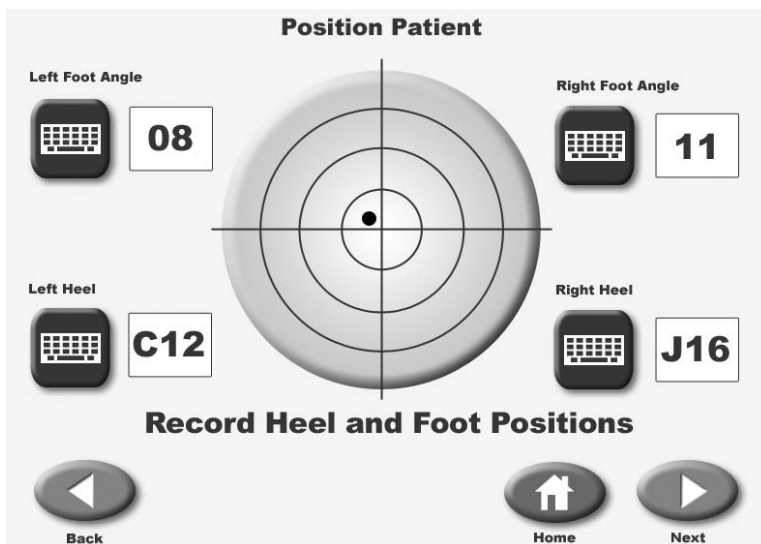 Position Patient
Left Foot Angle
08
Right Foot Angle
11
Left Heel
C12
Right Heel
J16
Record Heel and Foot Positions
Back
Home
Next